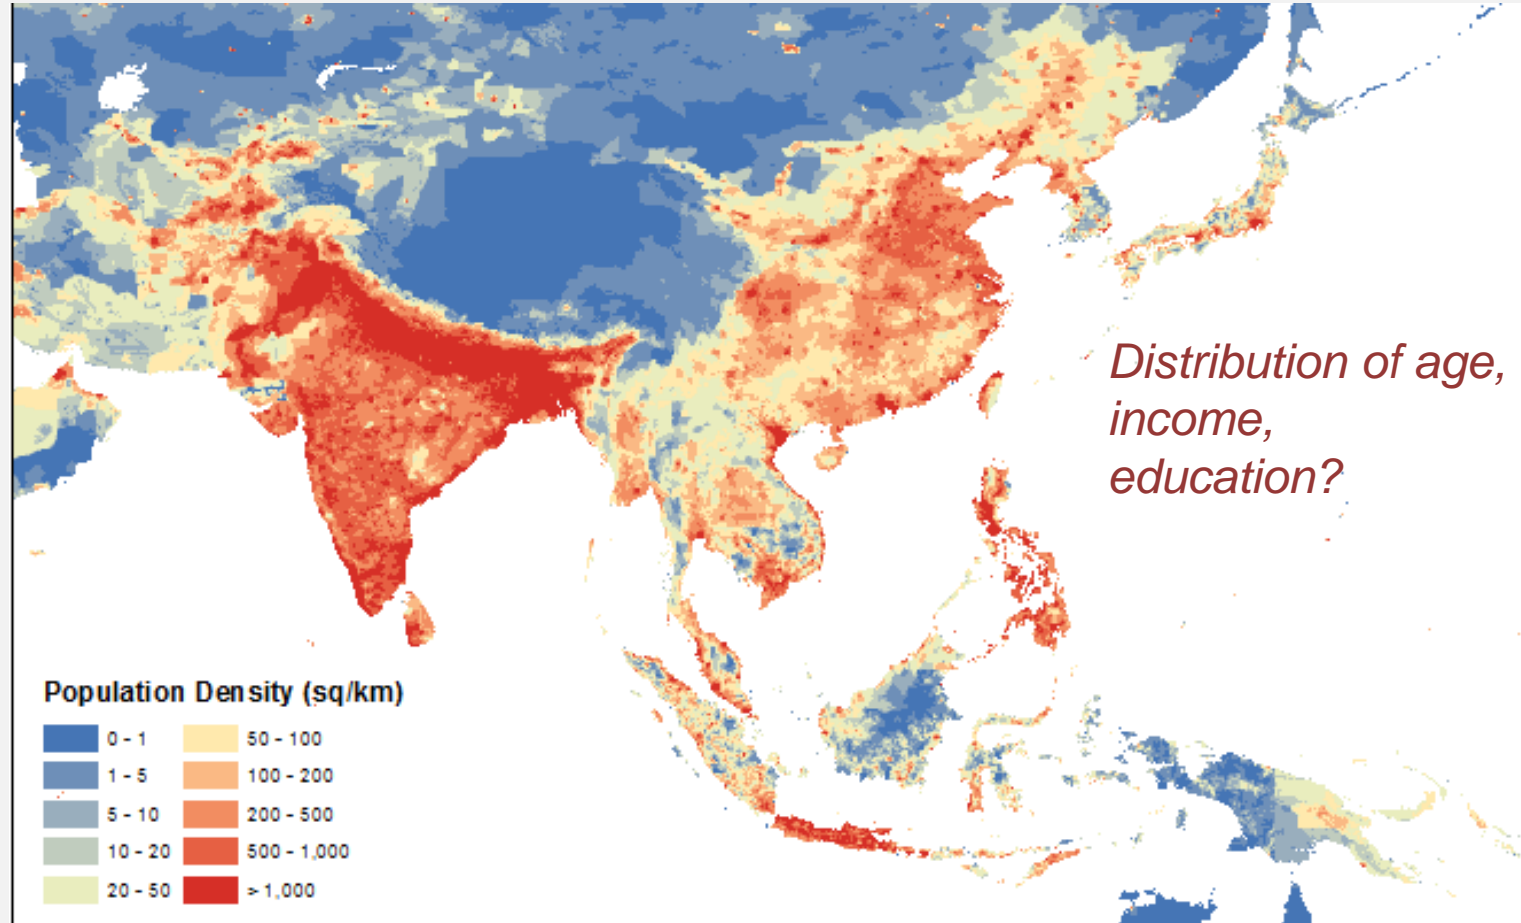 Distribution of age,
income,
education?
Population Density (sq/km)
0 - 1
1 - 5
5 - 10
10 - 20
20 - 50
50 - 100
100 - 200
200 - 500
500 - 1,000
> 1,000